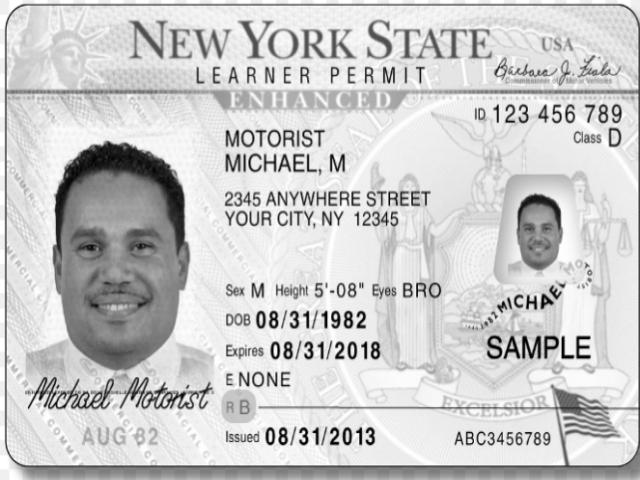 NEW YORK STATE
USA
LEARNER PERMIT
Barbara J. Fiala
Commissioner of Motor Vehicles
ENHANCED
ID 123 456 789
Class D
MOTORIST
MICHAEL, M
2345 ANYWHERE STREET
YOUR CITY, NY 12345
Sex M Height 5'-08" Eyes BRO
DOB 08/31/1982
Expires 08/31/2018
E NONE
R B
Issued 08/31/2013
Michael Motorist
AUG 82
MICHAEL
SAMPLE
EXCELSIOR
ABC3456789